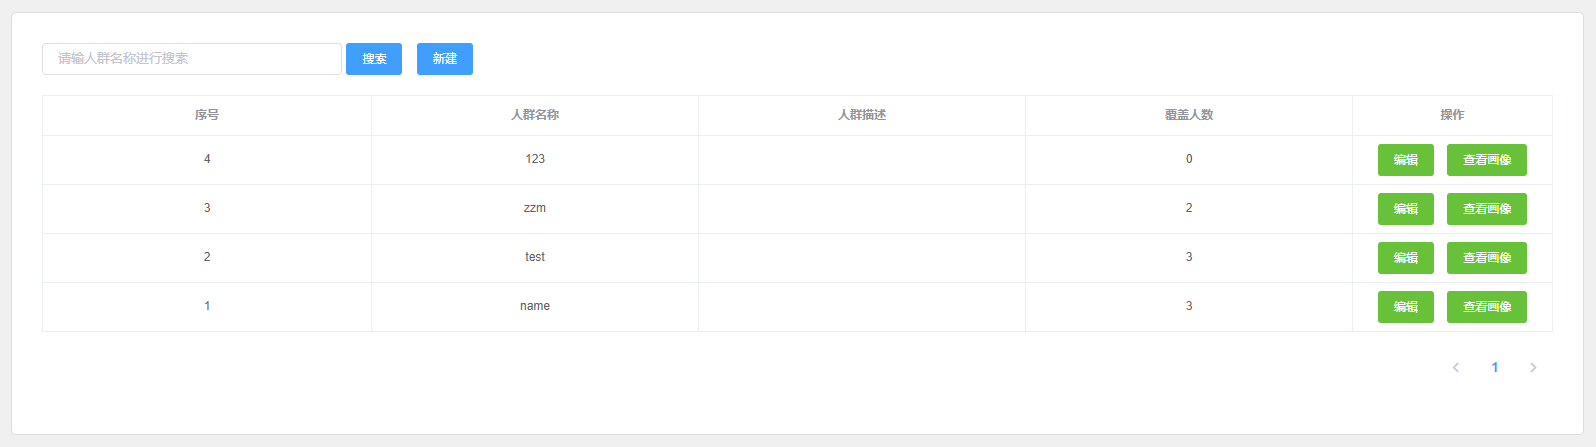 请输人群名称进行搜索 搜索 新建
序号 人群名称 人群描述 覆盖人数 操作
4 123 0 编辑 查看画像
3 zzm 2 编辑 查看画像
2 test 3 编辑 查看画像
1 name 3 编辑 查看画像
1